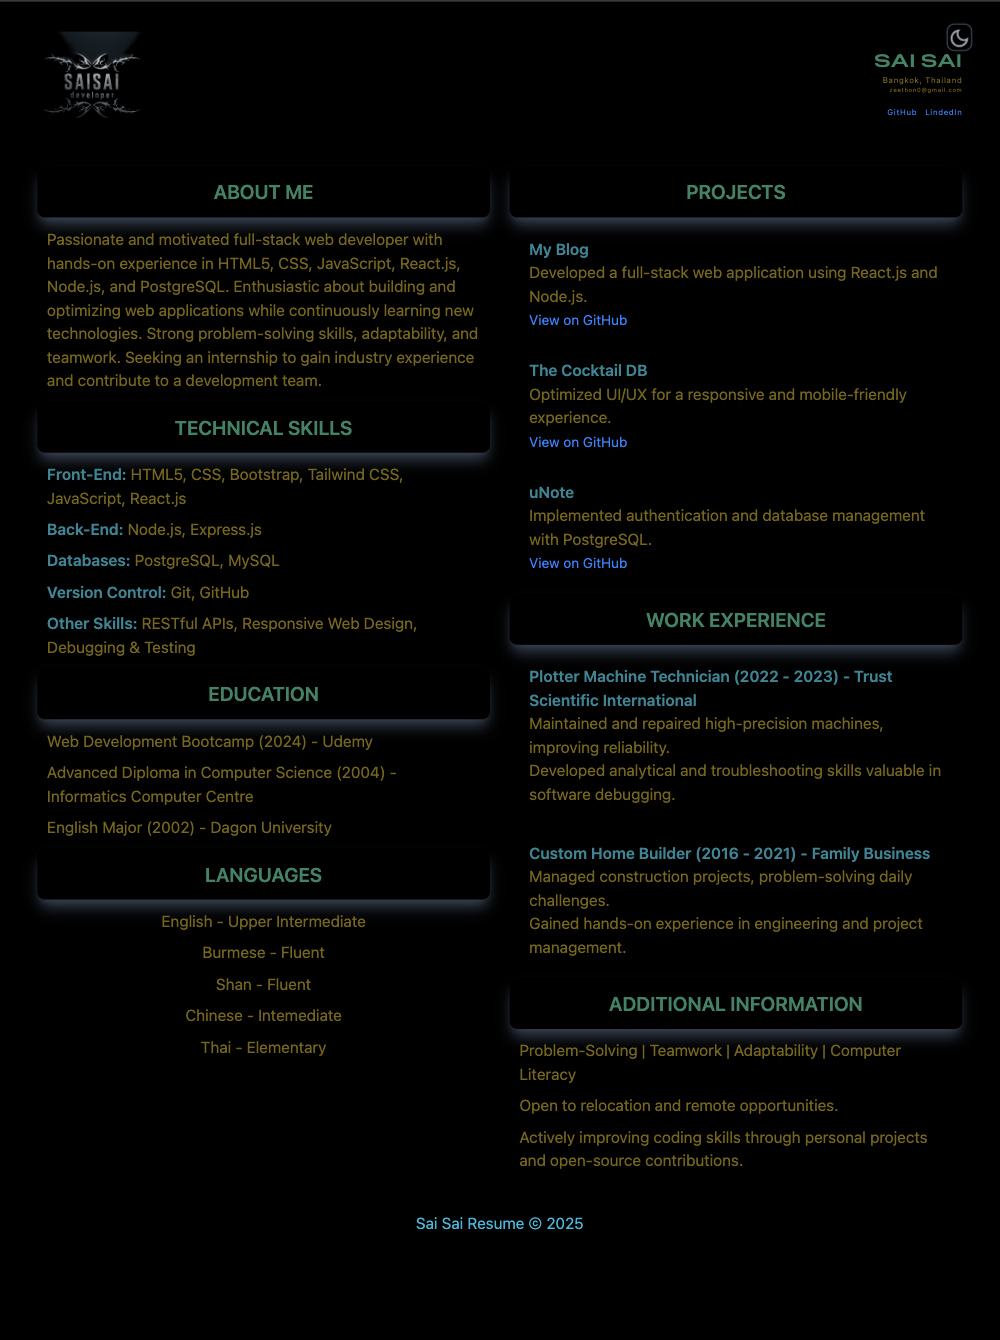 SAISAI
developer
SAI SAI
Bangkok, Thailand
zeethon0@gmail.com
GitHub LindedIn
ABOUT ME
Passionate and motivated full-stack web developer with
hands-on experience in HTML5, CSS, JavaScript, React.js,
Node.js, and PostgreSQL. Enthusiastic about building and
optimizing web applications while continuously learning new
technologies. Strong problem-solving skills, adaptability, and
teamwork. Seeking an internship to gain industry experience
and contribute to a development team.
TECHNICAL SKILLS
Front-End: HTML5, CSS, Bootstrap, Tailwind CSS,
JavaScript, React.js
Back-End: Node.js, Express.js
Databases: PostgreSQL, MySQL
Version Control: Git, GitHub
Other Skills: RESTful APIs, Responsive Web Design,
Debugging & Testing
EDUCATION
Web Development Bootcamp (2024) - Udemy
Advanced Diploma in Computer Science (2004) -
Informatics Computer Centre
English Major (2002) - Dagon University
LANGUAGES
English - Upper Intermediate
Burmese - Fluent
Shan - Fluent
Chinese - Intemediate
Thai - Elementary
PROJECTS
My Blog
Developed a full-stack web application using React.js and
Node.js.
View on GitHub
The Cocktail DB
Optimized UI/UX for a responsive and mobile-friendly
experience.
View on GitHub
uNote
Implemented authentication and database management
with PostgreSQL.
View on GitHub
WORK EXPERIENCE
Plotter Machine Technician (2022 - 2023) - Trust
Scientific International
Maintained and repaired high-precision machines,
improving reliability.
Developed analytical and troubleshooting skills valuable in
software debugging.
Custom Home Builder (2016 - 2021) - Family Business
Managed construction projects, problem-solving daily
challenges.
Gained hands-on experience in engineering and project
management.
ADDITIONAL INFORMATION
Problem-Solving | Teamwork | Adaptability | Computer
Literacy
Open to relocation and remote opportunities.
Actively improving coding skills through personal projects
and open-source contributions.
Sai Sai Resume © 2025